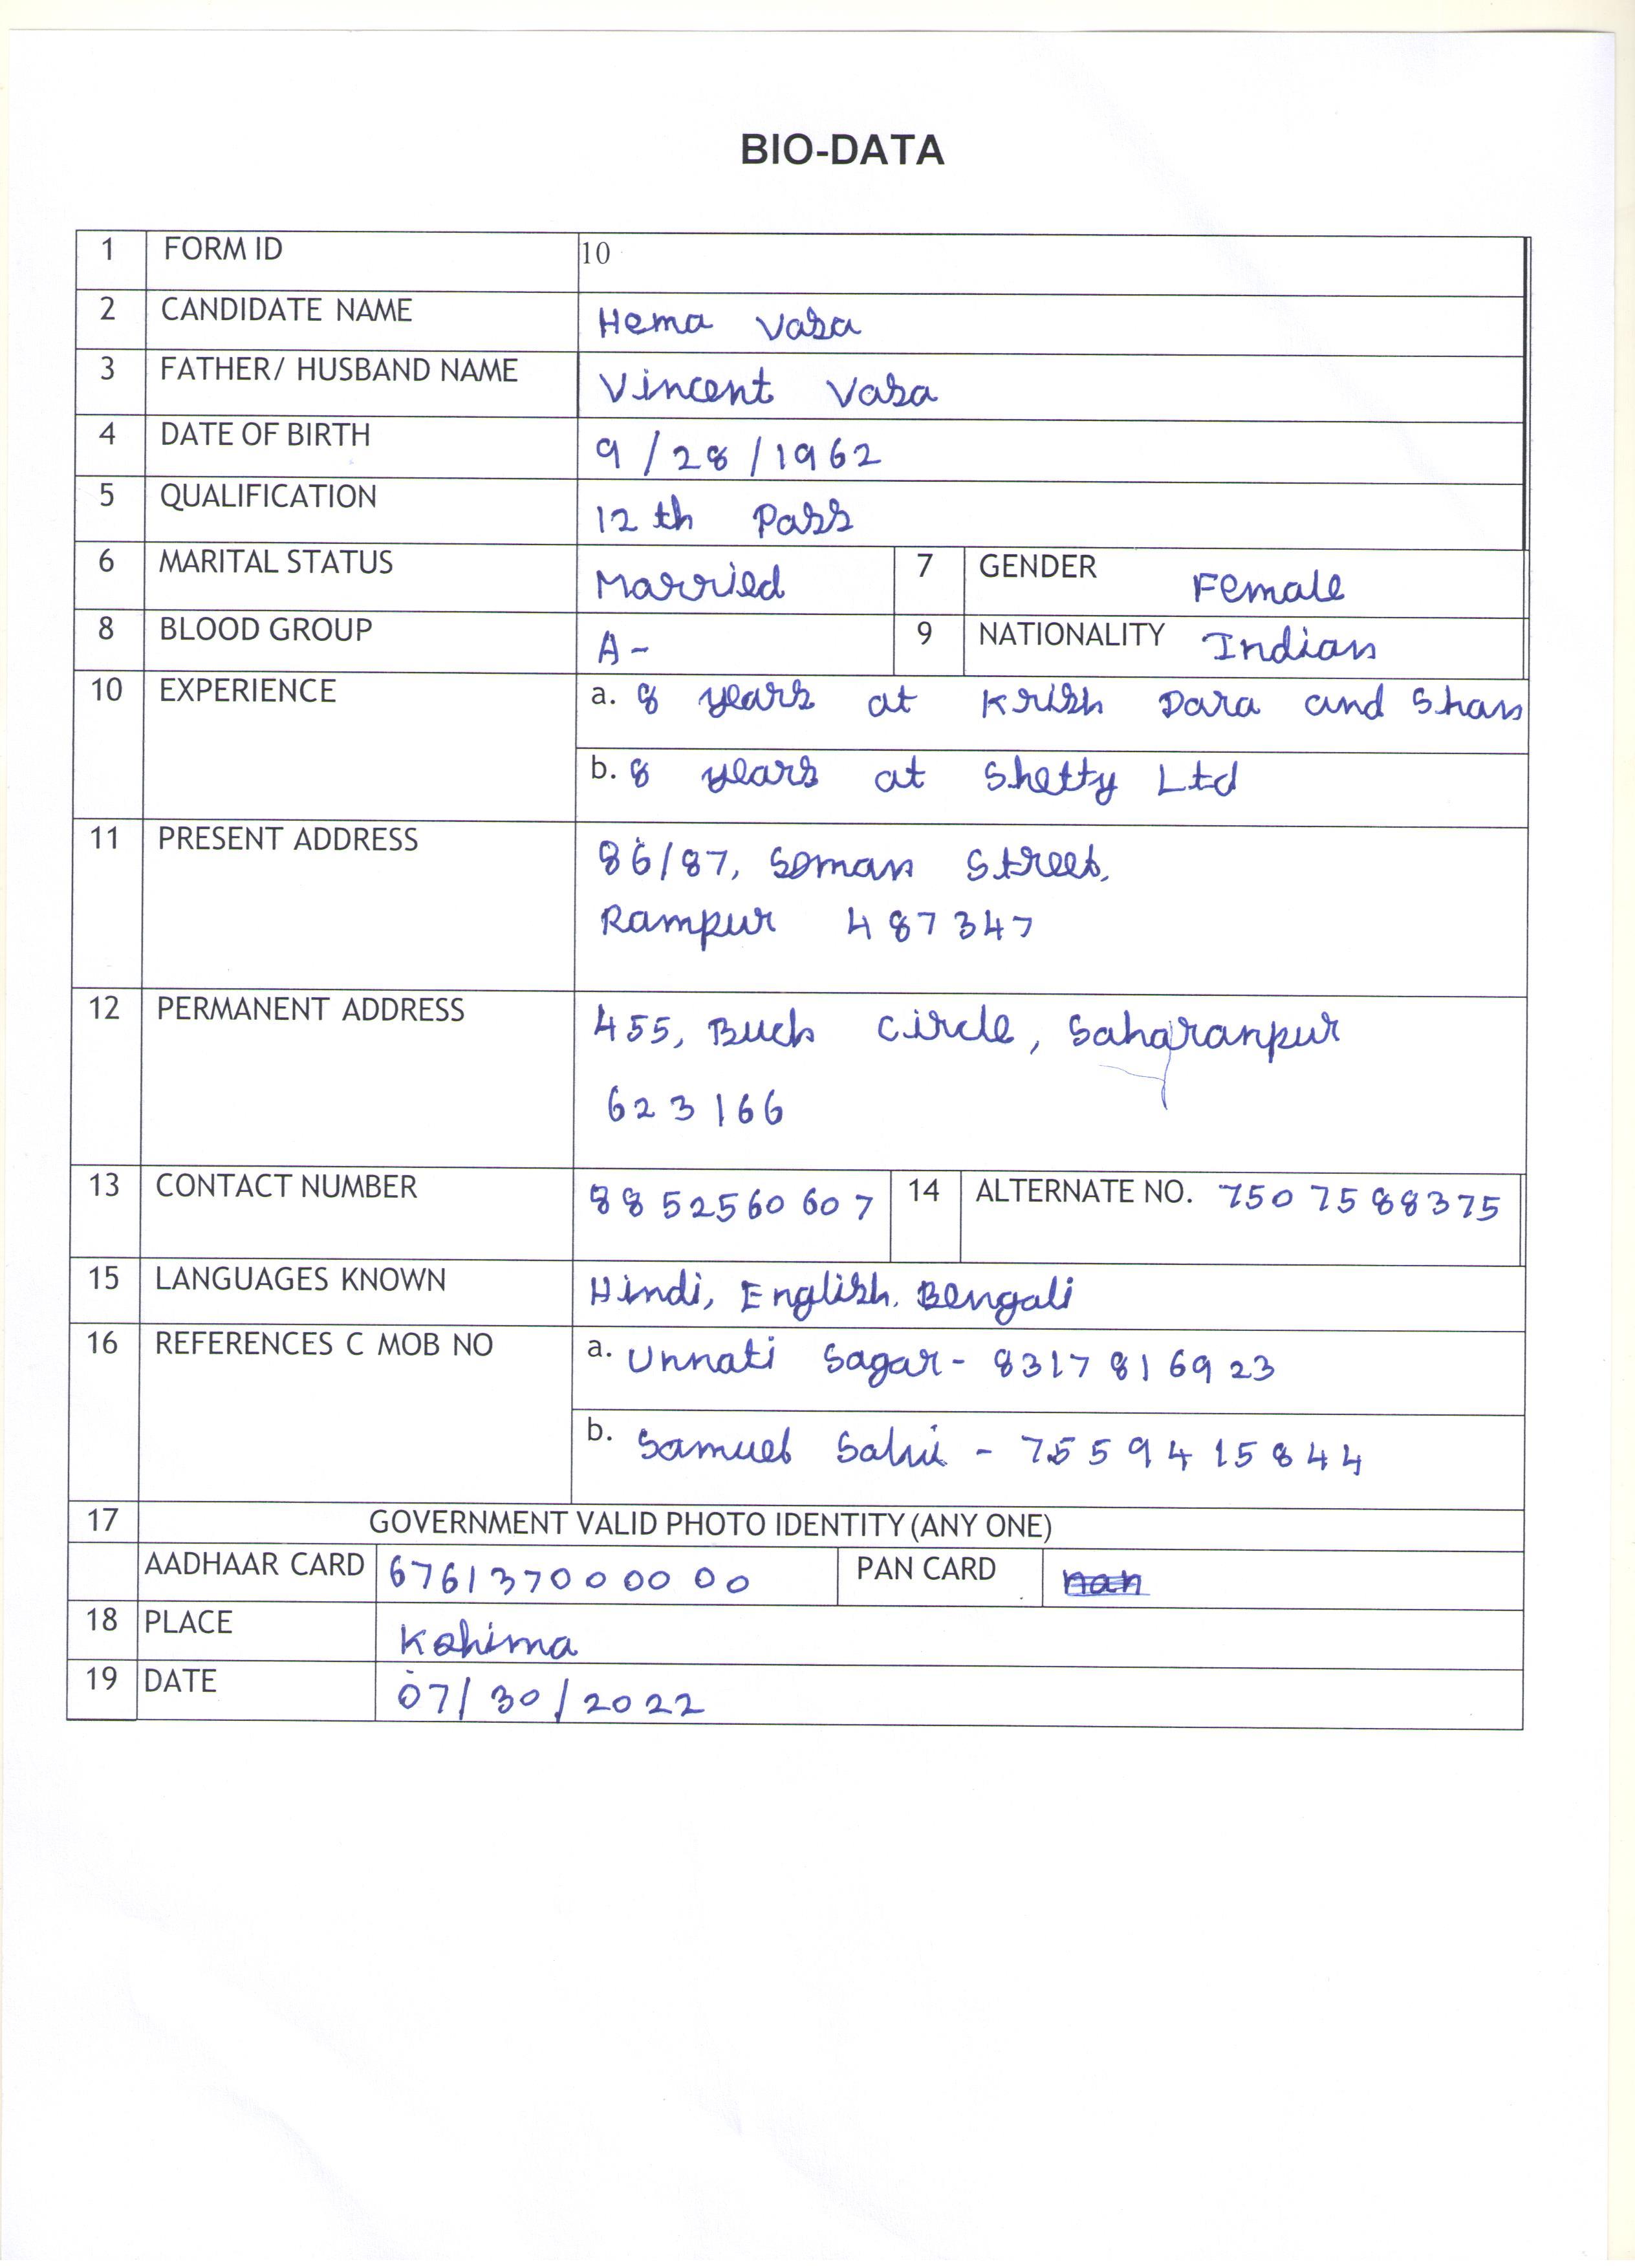 BIO-DATA
1 FORM ID 10
2 CANDIDATE NAME Hema Vasa
3 FATHER/ HUSBAND NAME Vincent Vasa
4 DATE OF BIRTH 9/28/1962
5 QUALIFICATION 12th Pass
6 MARITAL STATUS Married 7 GENDER Female
8 BLOOD GROUP A- 9 NATIONALITY Indian
10 EXPERIENCE a. 8 years at Krish Dara and Shan
b. 8 years at Shetty Ltd
11 PRESENT ADDRESS 86/87, Soman Street,
Rampur 487347
12 PERMANENT ADDRESS 455, Buch Circle, Saharanpur
623166
13 CONTACT NUMBER 8852560607 14 ALTERNATE NO. 7507588375
15 LANGUAGES KNOWN Hindi, English, Bengali
16 REFERENCES C MOB NO a. Unnati Sagar - 8317816923
b. Samuel - 7559415844
17 GOVERNMENT VALID PHOTO IDENTITY (ANY ONE)
AADHAAR CARD 676137000000 PAN CARD nan
18 PLACE Kohima
19 DATE 07/30/2022